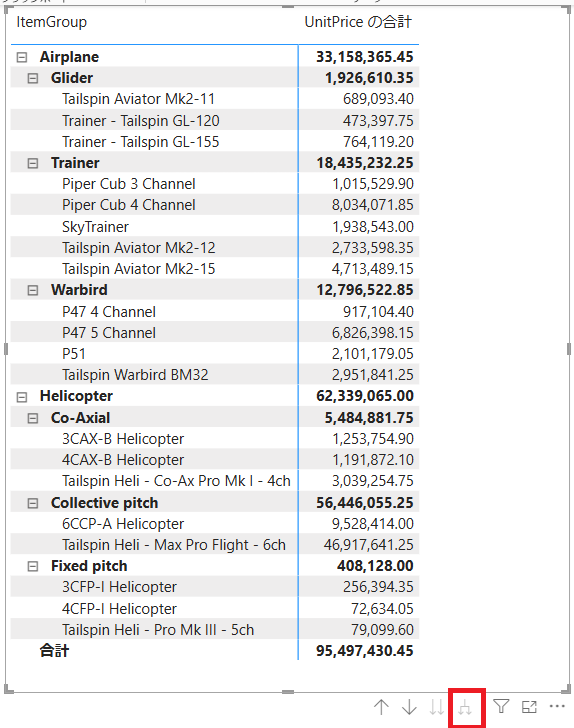 ItemGroup UnitPrice の合計
Airplane 33,158,365.45
Glider 1,926,610.35
Tailspin Aviator Mk2-11 689,093.40
Trainer - Tailspin GL-120 473,397.75
Trainer - Tailspin GL-155 764,119.20
Trainer 18,435,232.25
Piper Cub 3 Channel 1,015,529.90
Piper Cub 4 Channel 8,034,071.85
SkyTrainer 1,938,543.00
Tailspin Aviator Mk2-12 2,733,598.35
Tailspin Aviator Mk2-15 4,713,489.15
Warbird 12,796,522.85
P47 4 Channel 917,104.40
P47 5 Channel 6,826,398.15
P51 2,101,179.05
Tailspin Warbird BM32 2,951,841.25
Helicopter 62,339,065.00
Co-Axial 5,484,881.75
3CAX-B Helicopter 1,253,754.90
4CAX-B Helicopter 1,191,872.10
Tailspin Heli - Co-Ax Pro Mk I - 4ch 3,039,254.75
Collective pitch 56,446,055.25
6CCP-A Helicopter 9,528,414.00
Tailspin Heli - Max Pro Flight - 6ch 46,917,641.25
Fixed pitch 408,128.00
3CFP-I Helicopter 256,394.35
4CFP-I Helicopter 72,634.05
Tailspin Heli - Pro Mk III - 5ch 79,099.60
合計 95,497,430.45